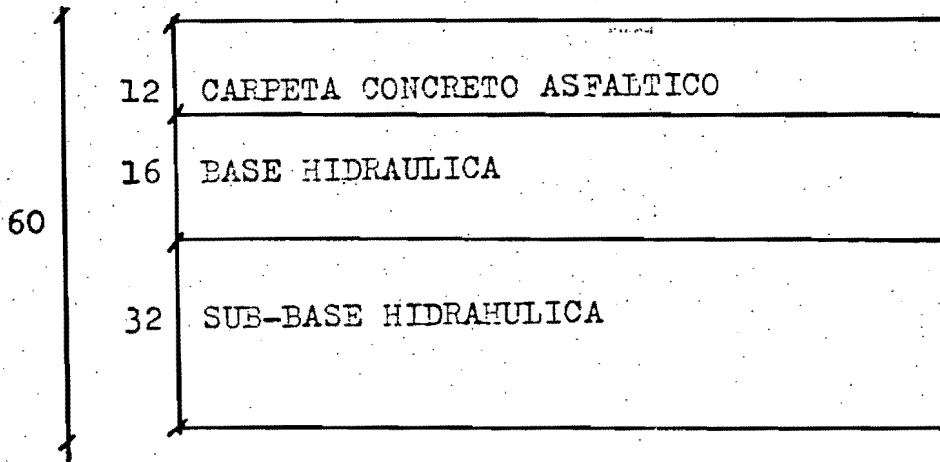 12 CARPETA CONCRETO ASFALTICO
16 BASE HIDRAULICA
60
32 SUB-BASE HIDRAHULICA